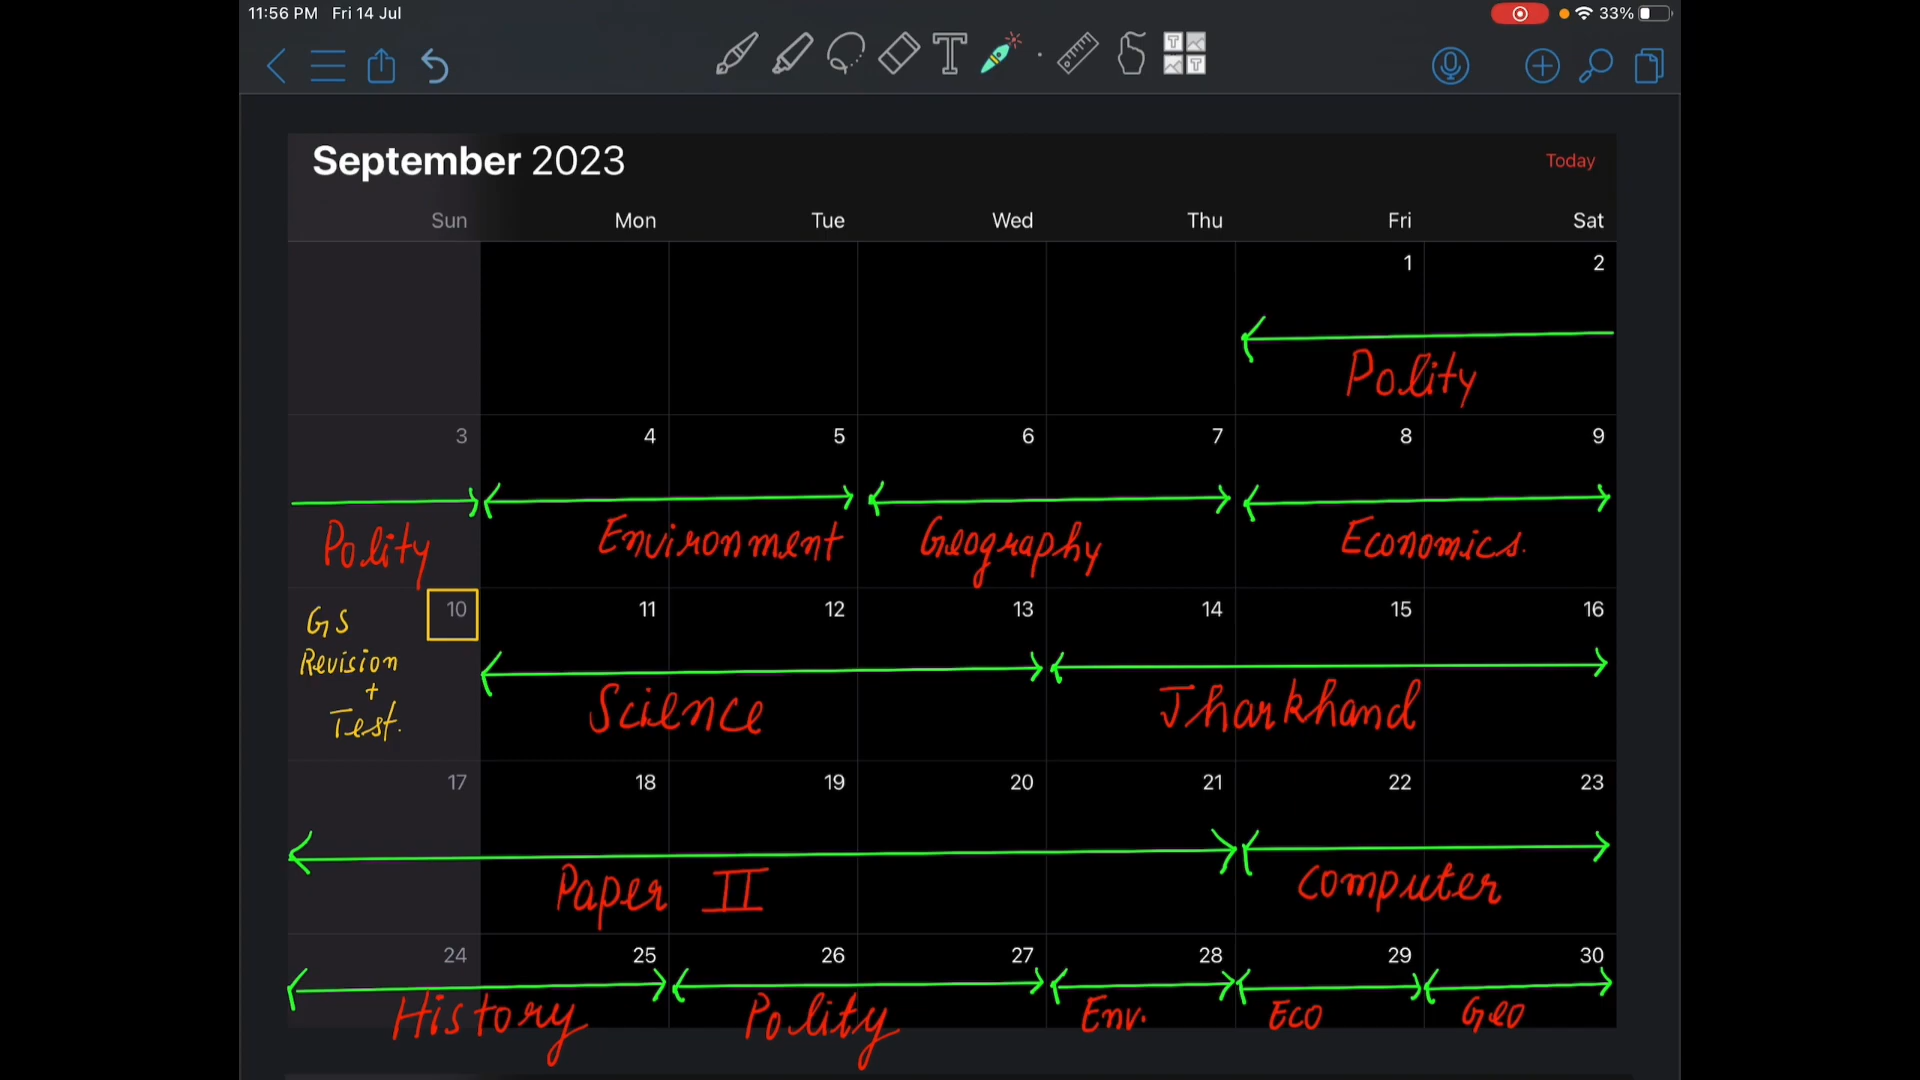 11:56 PM Fri 14 Jul
33%
September 2023
Today
Sun Mon Tue Wed Thu Fri Sat
1 2
Polity
3 4 5 6 7 8 9
Polity Environment Geography Economics.
10 11 12 13 14 15 16
GS
Revision
+
Test.
Science Jharkhand
17 18 19 20 21 22 23
Paper II Computer
24 25 26 27 28 29 30
History Polity Env. Eco Geo